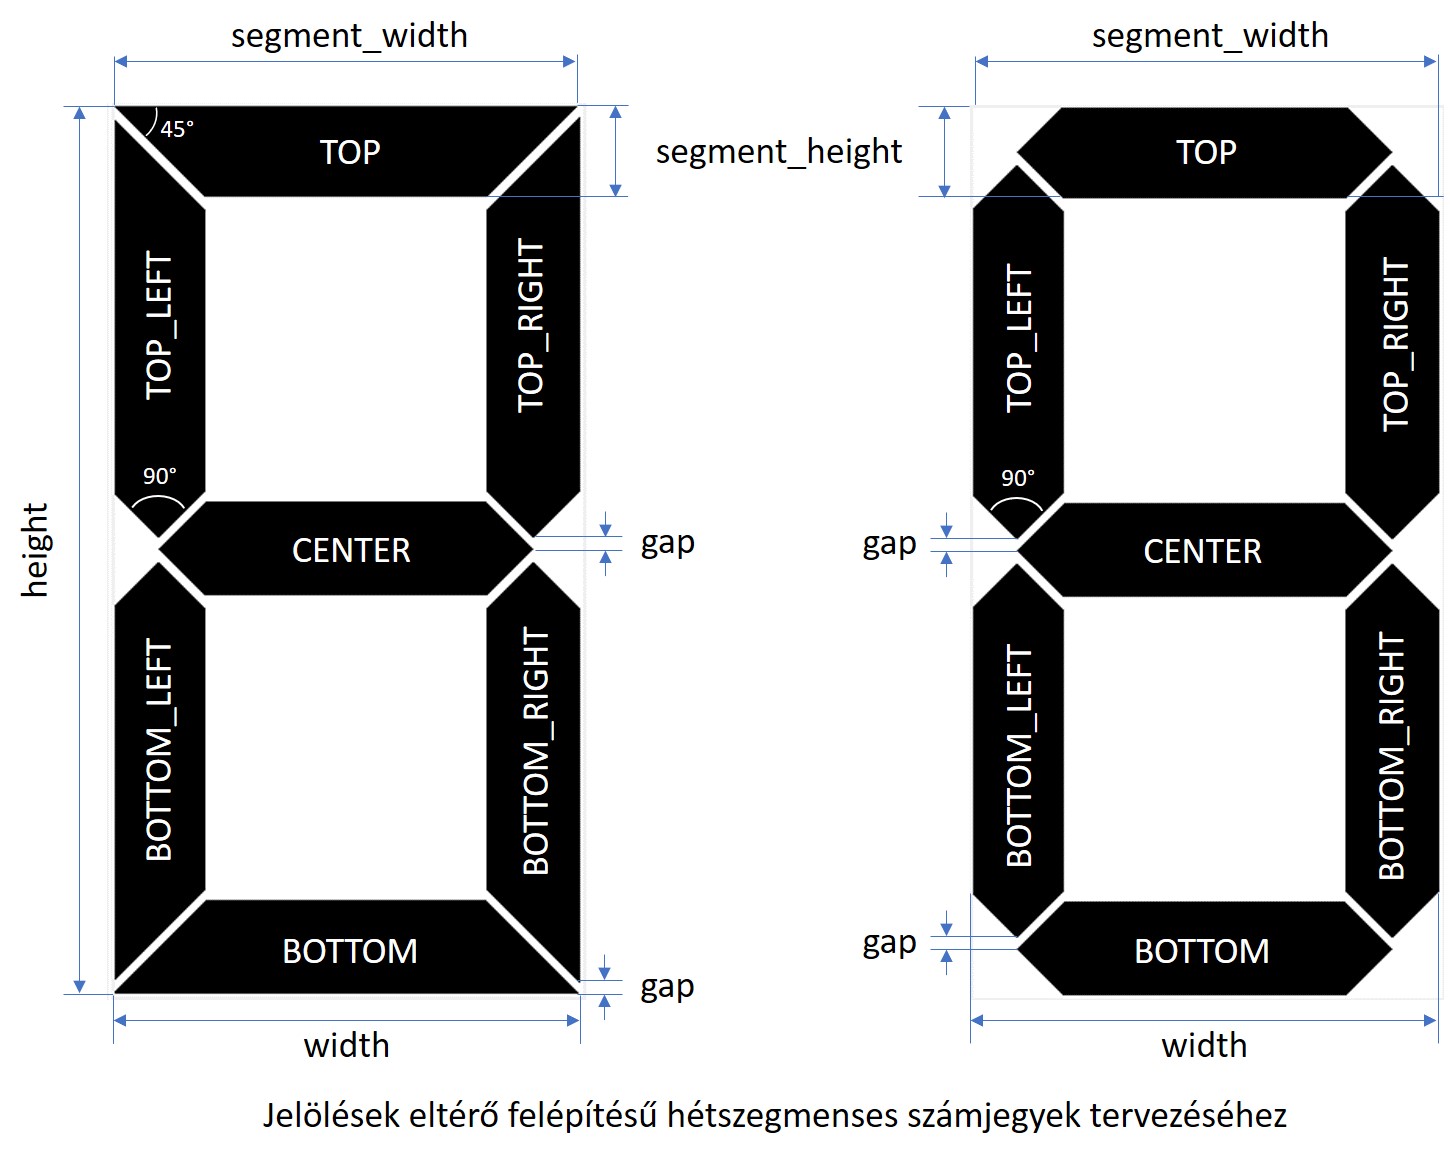 segment_width
segment_width
45°
TOP
segment_height
TOP
TOP_LEFT
TOP_RIGHT
TOP_LEFT
TOP_RIGHT
90°
90°
height
CENTER
gap
gap
CENTER
BOTTOM_LEFT
BOTTOM_RIGHT
BOTTOM_LEFT
BOTTOM_RIGHT
BOTTOM
gap
gap
BOTTOM
width
width
Jelölések eltérő felépítésű hétszegmenses számjegyek tervezéséhez